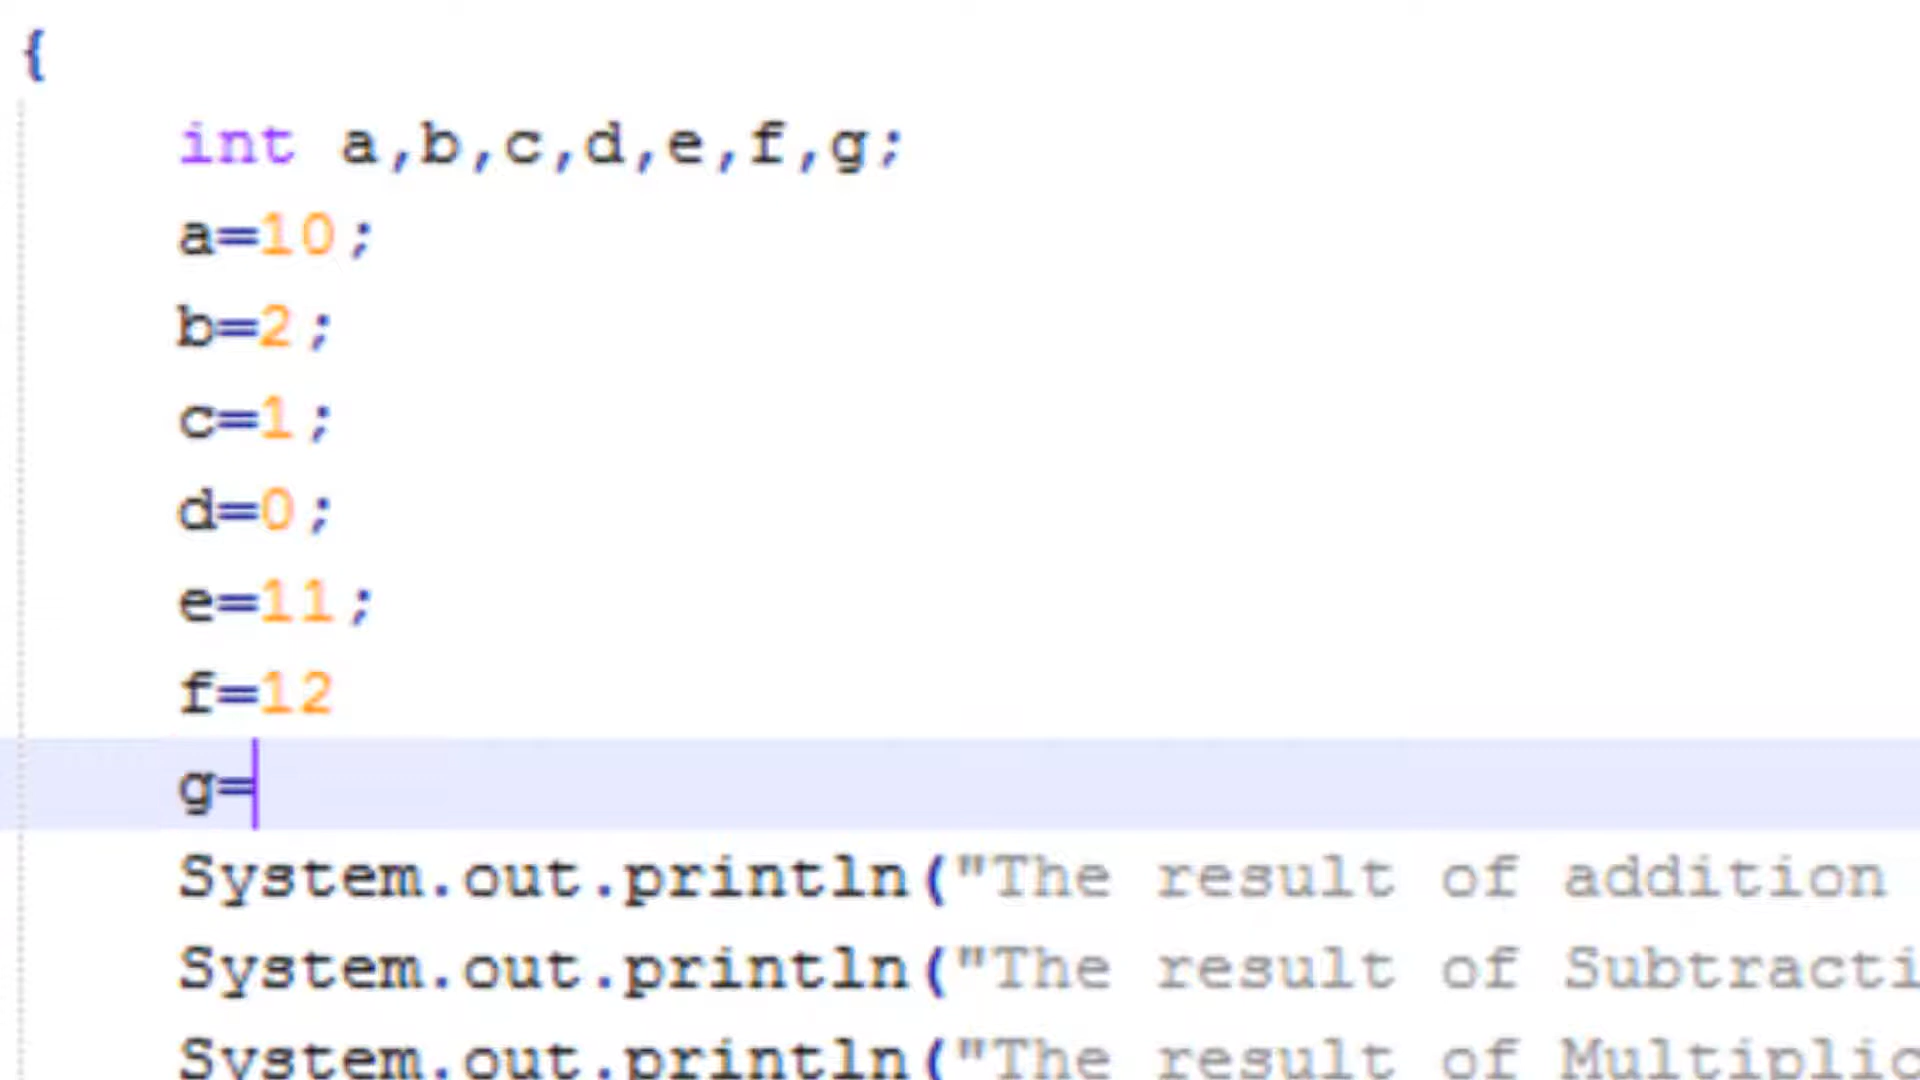 {
int a,b,c,d,e,f,g;
a=10;
b=2;
c=1;
d=0;
e=11;
f=12
g=
System.out.println("The result of addition
System.out.println("The result of Subtracti
System.out.println("The result of Multiplic